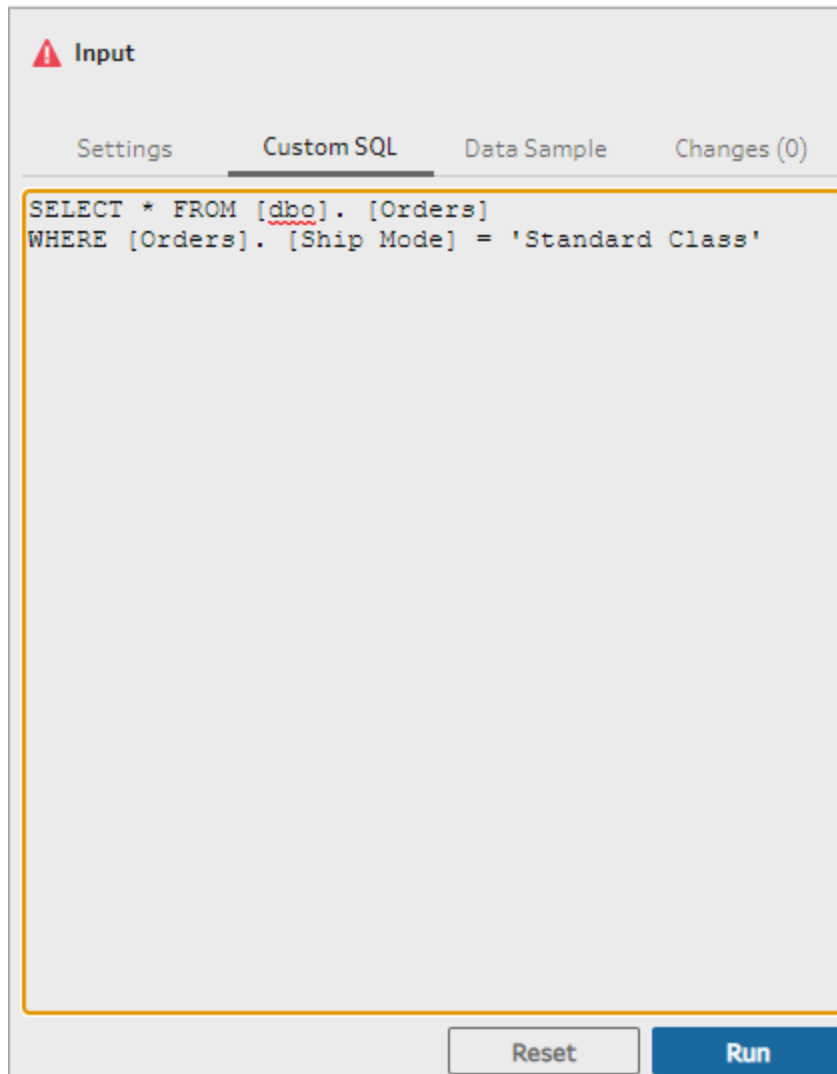 Input
Settings Custom SQL Data Sample Changes (0)
SELECT * FROM [dbo]. [Orders]
WHERE [Orders]. [Ship Mode] = 'Standard Class'
Reset Run